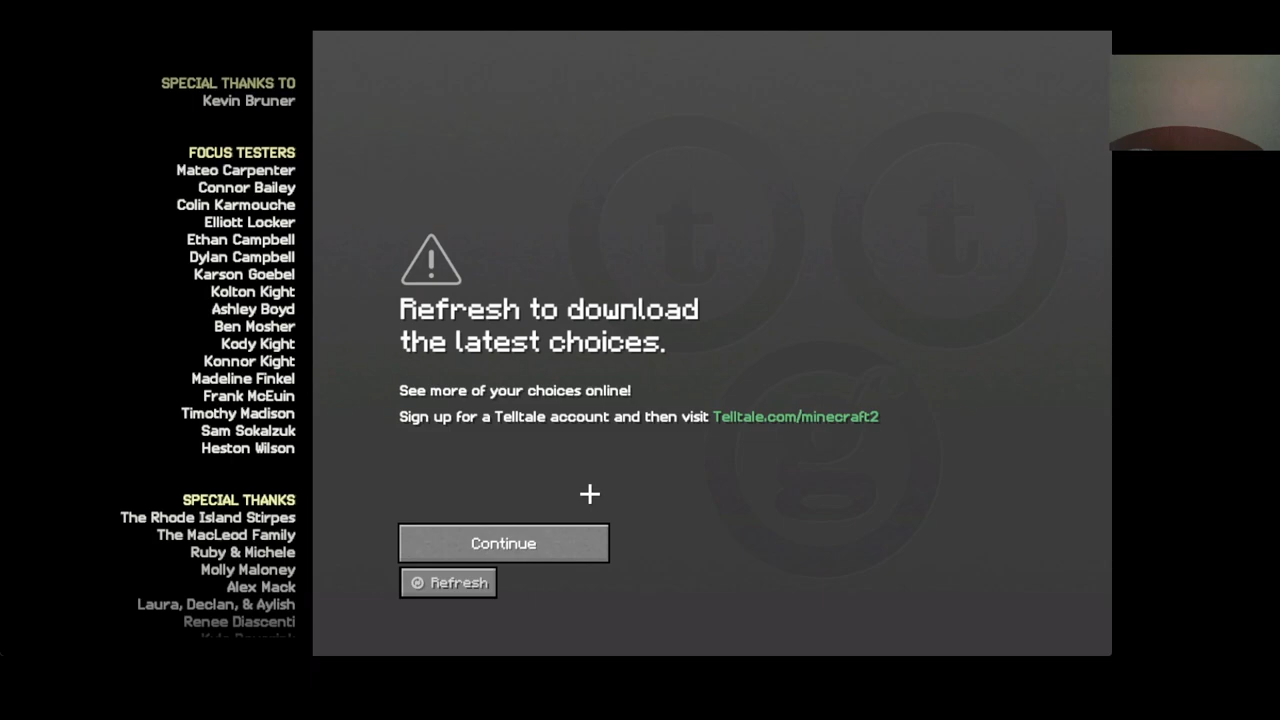 SPECIAL THANKS TO
Kevin Bruner
FOCUS TESTERS
Mateo Carpenter
Connor Bailey
Colin Karmouche
Elliott Locker
Ethan Campbell
Dylan Campbell
Karson Goebel
Kolton Kight
Ashley Boyd
Ben Mosher
Kody Kight
Konnor Kight
Madeline Finkel
Frank McEuin
Timothy Madison
Sam Sokalzuk
Heston Wilson
SPECIAL THANKS
The Rhode Island Stirpes
The MacLeod Family
Ruby & Michele
Molly Maloney
Alex Mack
Laura, Declan, & Aylish
Renee Diascenti
t t
g
Refresh to download
the latest choices.
See more of your choices online!
Sign up for a Telltale account and then visit Telltale.com/minecraft2
Continue
Refresh